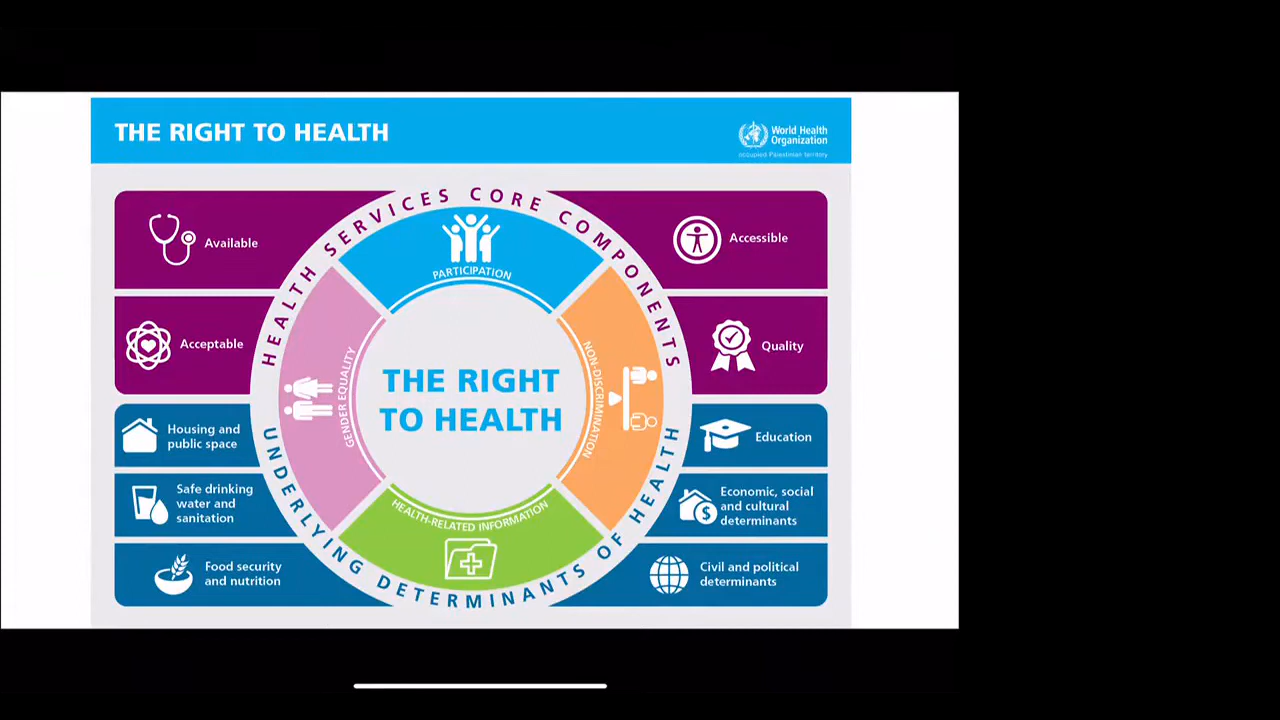 THE RIGHT TO HEALTH
World Health
Organization
occupied Palestinian territory
HEALTH SERVICES CORE COMPONENTS
Available
Accessible
Acceptable
Quality
PARTICIPATION
GENDER EQUALITY
NON-DISCRIMINATION
HEALTH-RELATED INFORMATION
THE RIGHT
TO HEALTH
UNDERLYING DETERMINANTS OF HEALTH
Housing and
public space
Safe drinking
water and
sanitation
Food security
and nutrition
Education
Economic, social
and cultural
determinants
Civil and political
determinants
$